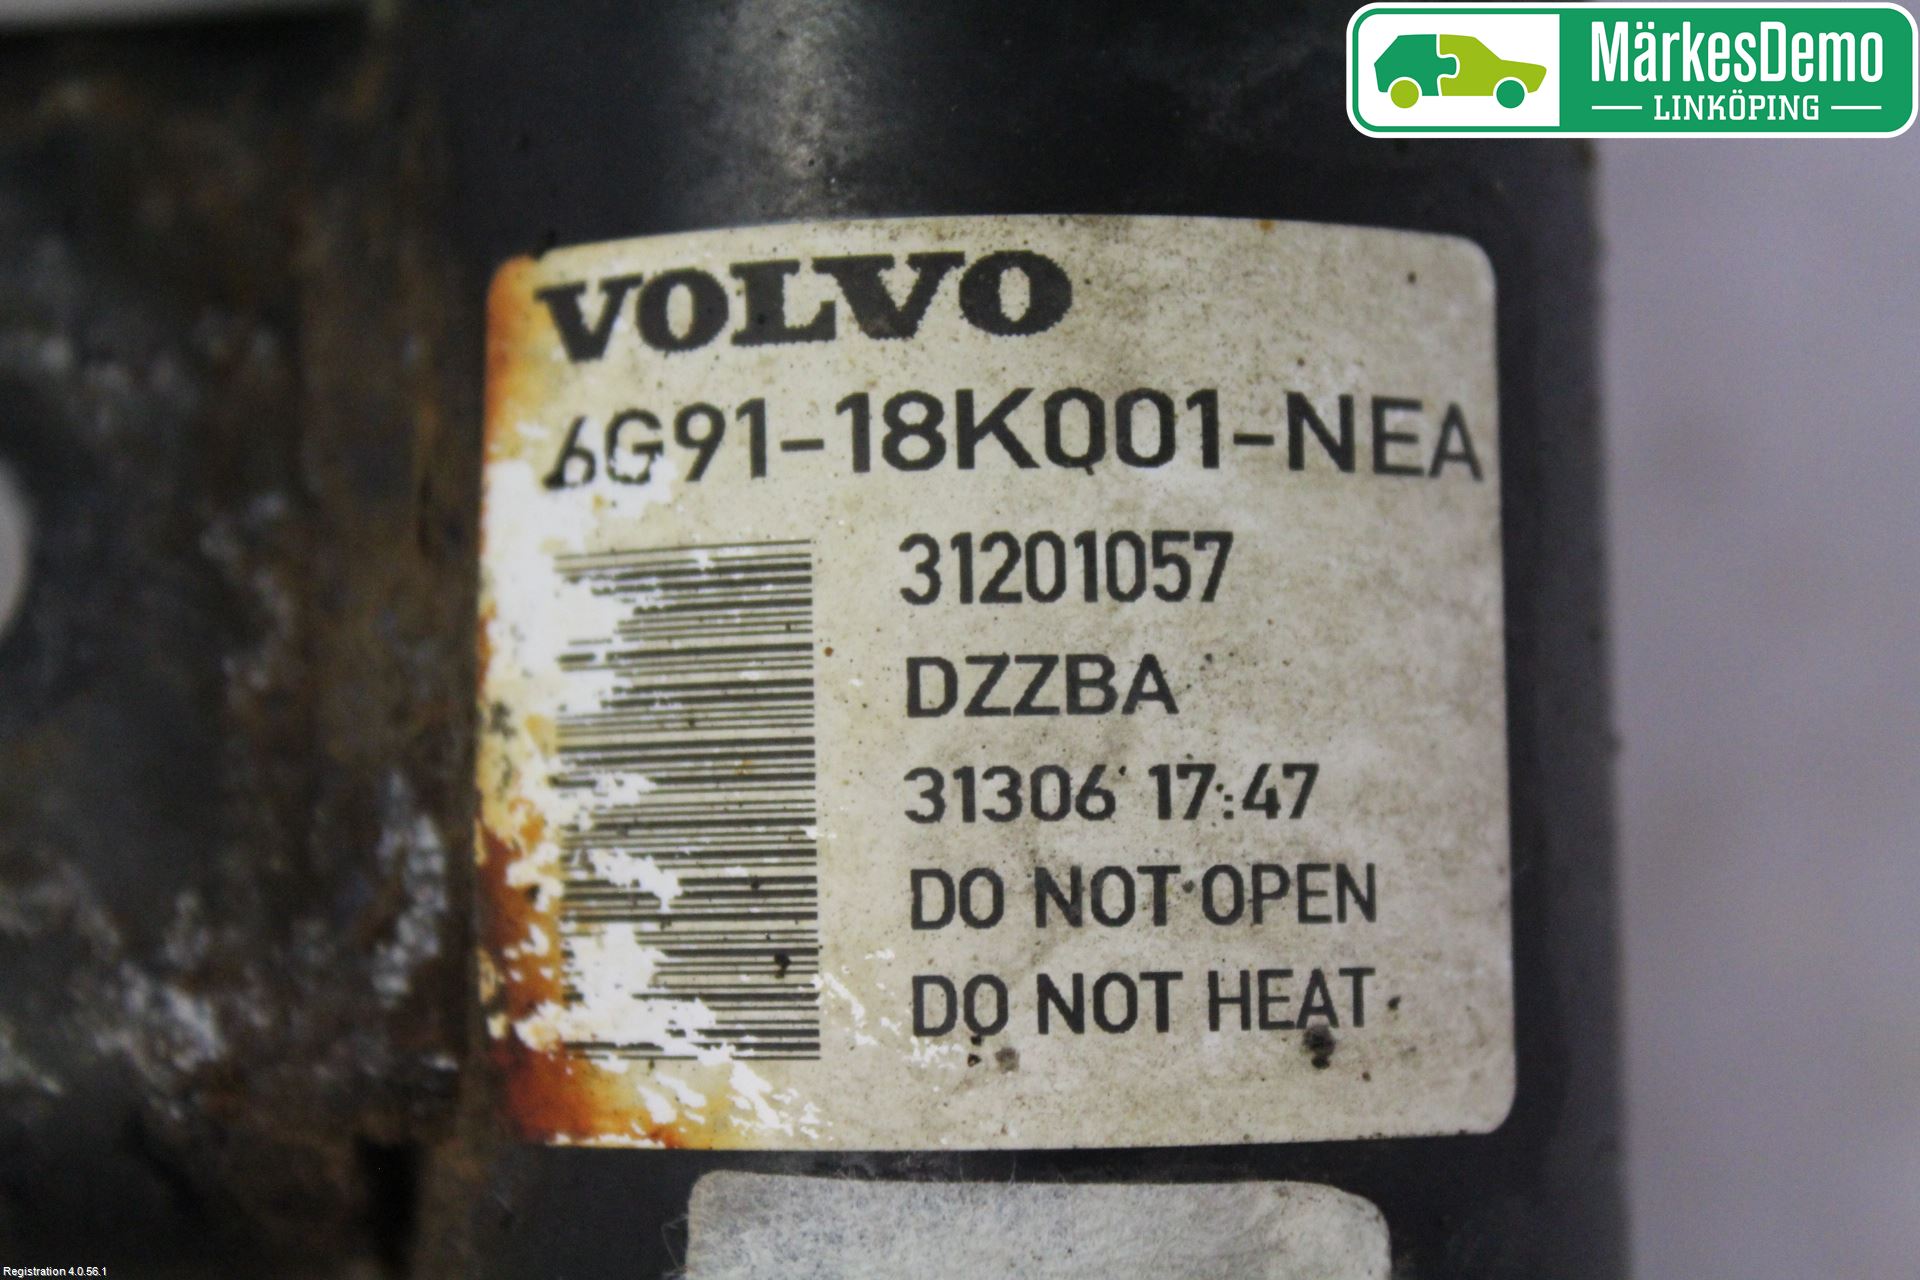 MärkesDemo
LINKÖPING
VOLVO
6G91-18K001-NEA
31201057
DZZBA
31306 17:47
DO NOT OPEN
DO NOT HEAT
Registration 4.0.56.1